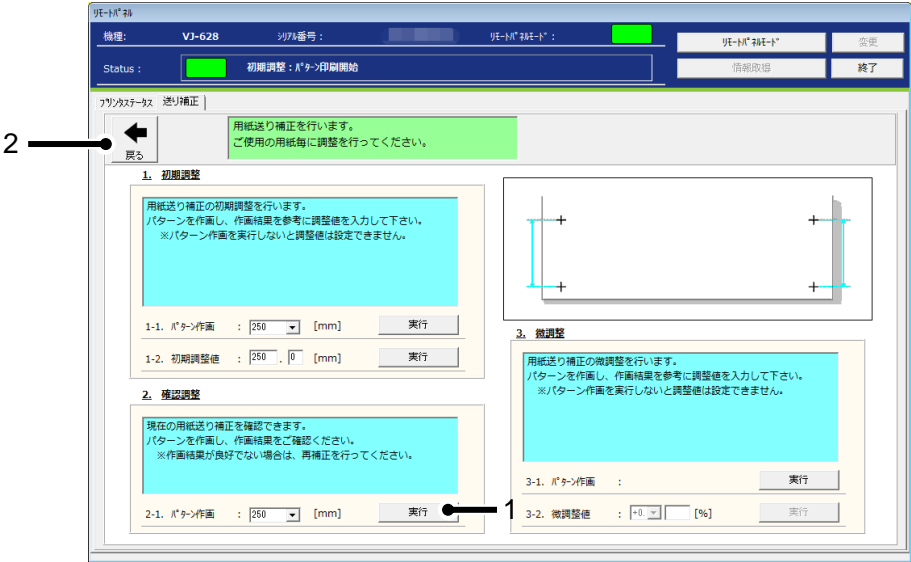 ﾘﾓｰﾄﾊﾟﾈﾙ
機種: VJ-628 ｼﾘｱﾙ番号： ﾘﾓｰﾄﾊﾟﾈﾙﾓｰﾄﾞ： ﾘﾓｰﾄﾊﾟﾈﾙﾓｰﾄﾞ 変更
Status： 初期調整：ﾊﾟﾀｰﾝ印刷開始 情報取得 終了
ﾌﾟﾘﾝﾀｽﾃｰﾀｽ 送り補正
2
戻る
用紙送り補正を行います。
ご使用の用紙毎に調整を行ってください。
1. 初期調整
用紙送り補正の初期調整を行います。
パターンを作画し、作画結果を参考に調整値を入力して下さい。
※パターン作画を実行しないと調整値は設定できません。
1-1. ﾊﾟﾀｰﾝ作画 : 250 [mm] 実行
1-2. 初期調整値 : 250 . 0 [mm] 実行
2. 確認調整
現在の用紙送り補正を確認できます。
パターンを作画し、作画結果をご確認ください。
※作画結果が良好でない場合は、再補正を行ってください。
2-1. ﾊﾟﾀｰﾝ作画 : 250 [mm] 実行
1
3. 微調整
用紙送り補正の微調整を行います。
パターンを作画し、作画結果を参考に調整値を入力して下さい。
※パターン作画を実行しないと調整値は設定できません。
3-1. ﾊﾟﾀｰﾝ作画 : 実行
3-2. 微調整値 : +0. [%] 実行